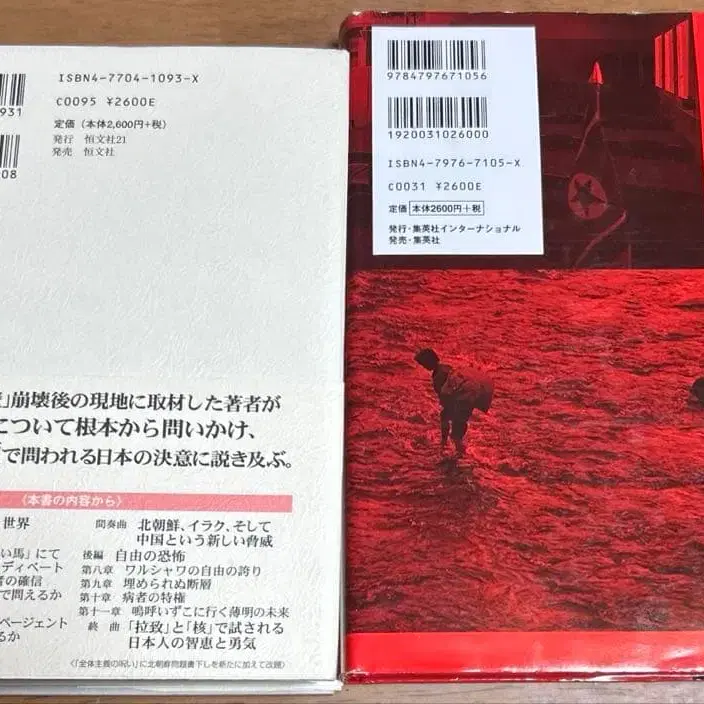 ISBN4-7704-1093-X
C0095 ¥2600E
定価（本体2,600円+税）
発行 恒文社21
発売 恒文社
931
08
」崩壊後の現地に取材した著者が
について根本から問いかけ、
で問われる日本の決意に説き及ぶ。
〈本書の内容から〉
世界
い馬」にて
ディベート
者の確信
で問えるか
ページェント
るか
間奏曲 北朝鮮、イラク、そして
中国という新しい脅威
後編 自由の恐怖
第八章 ワルシャワの自由の誇り
第九章 埋められぬ断層
第十章 病者の特権
第十一章 嗚呼いずこに行く薄明の未来
終曲 「拉致」と「核」で試される
日本人の智恵と勇気
〈『全体主義の呪い』に北朝鮮問題書下しを新たに加えて改題〉
9784797671056
1920031026000
ISBN4-7976-7105-X
C0031 ¥2600E
定価 本体2600円+税
発行・集英社インターナショナル
発売・集英社